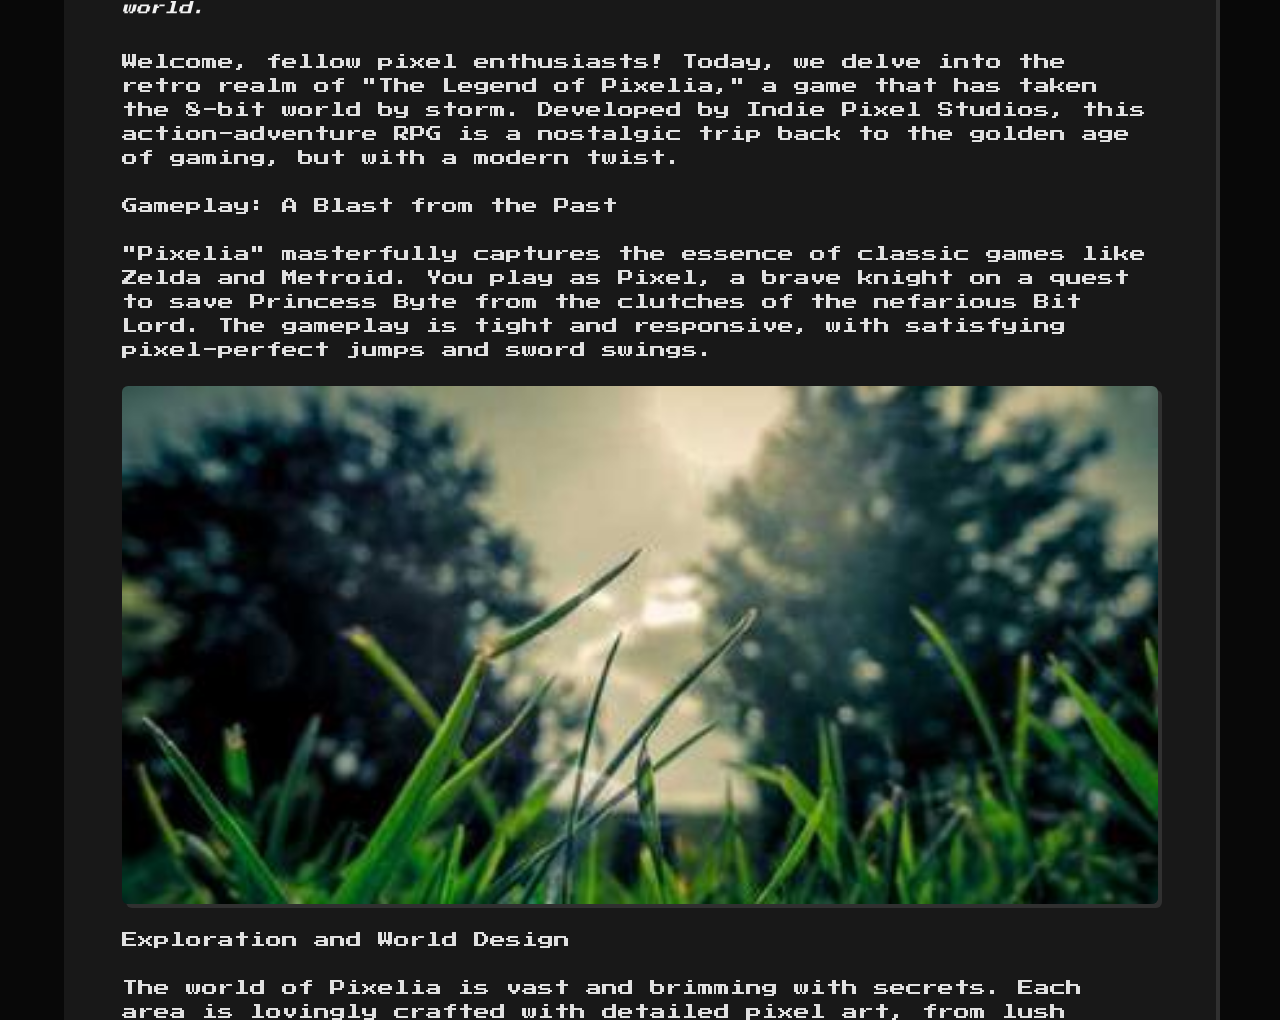 world.
Welcome, fellow pixel enthusiasts! Today, we delve into the
retro realm of "The Legend of Pixelia," a game that has taken
the 8-bit world by storm. Developed by Indie Pixel Studios, this
action-adventure RPG is a nostalgic trip back to the golden age
of gaming, but with a modern twist.
Gameplay: A Blast from the Past
"Pixelia" masterfully captures the essence of classic games like
Zelda and Metroid. You play as Pixel, a brave knight on a quest
to save Princess Byte from the clutches of the nefarious Bit
Lord. The gameplay is tight and responsive, with satisfying
pixel-perfect jumps and sword swings.
Exploration and World Design
The world of Pixelia is vast and brimming with secrets. Each
area is lovingly crafted with detailed pixel art, from lush